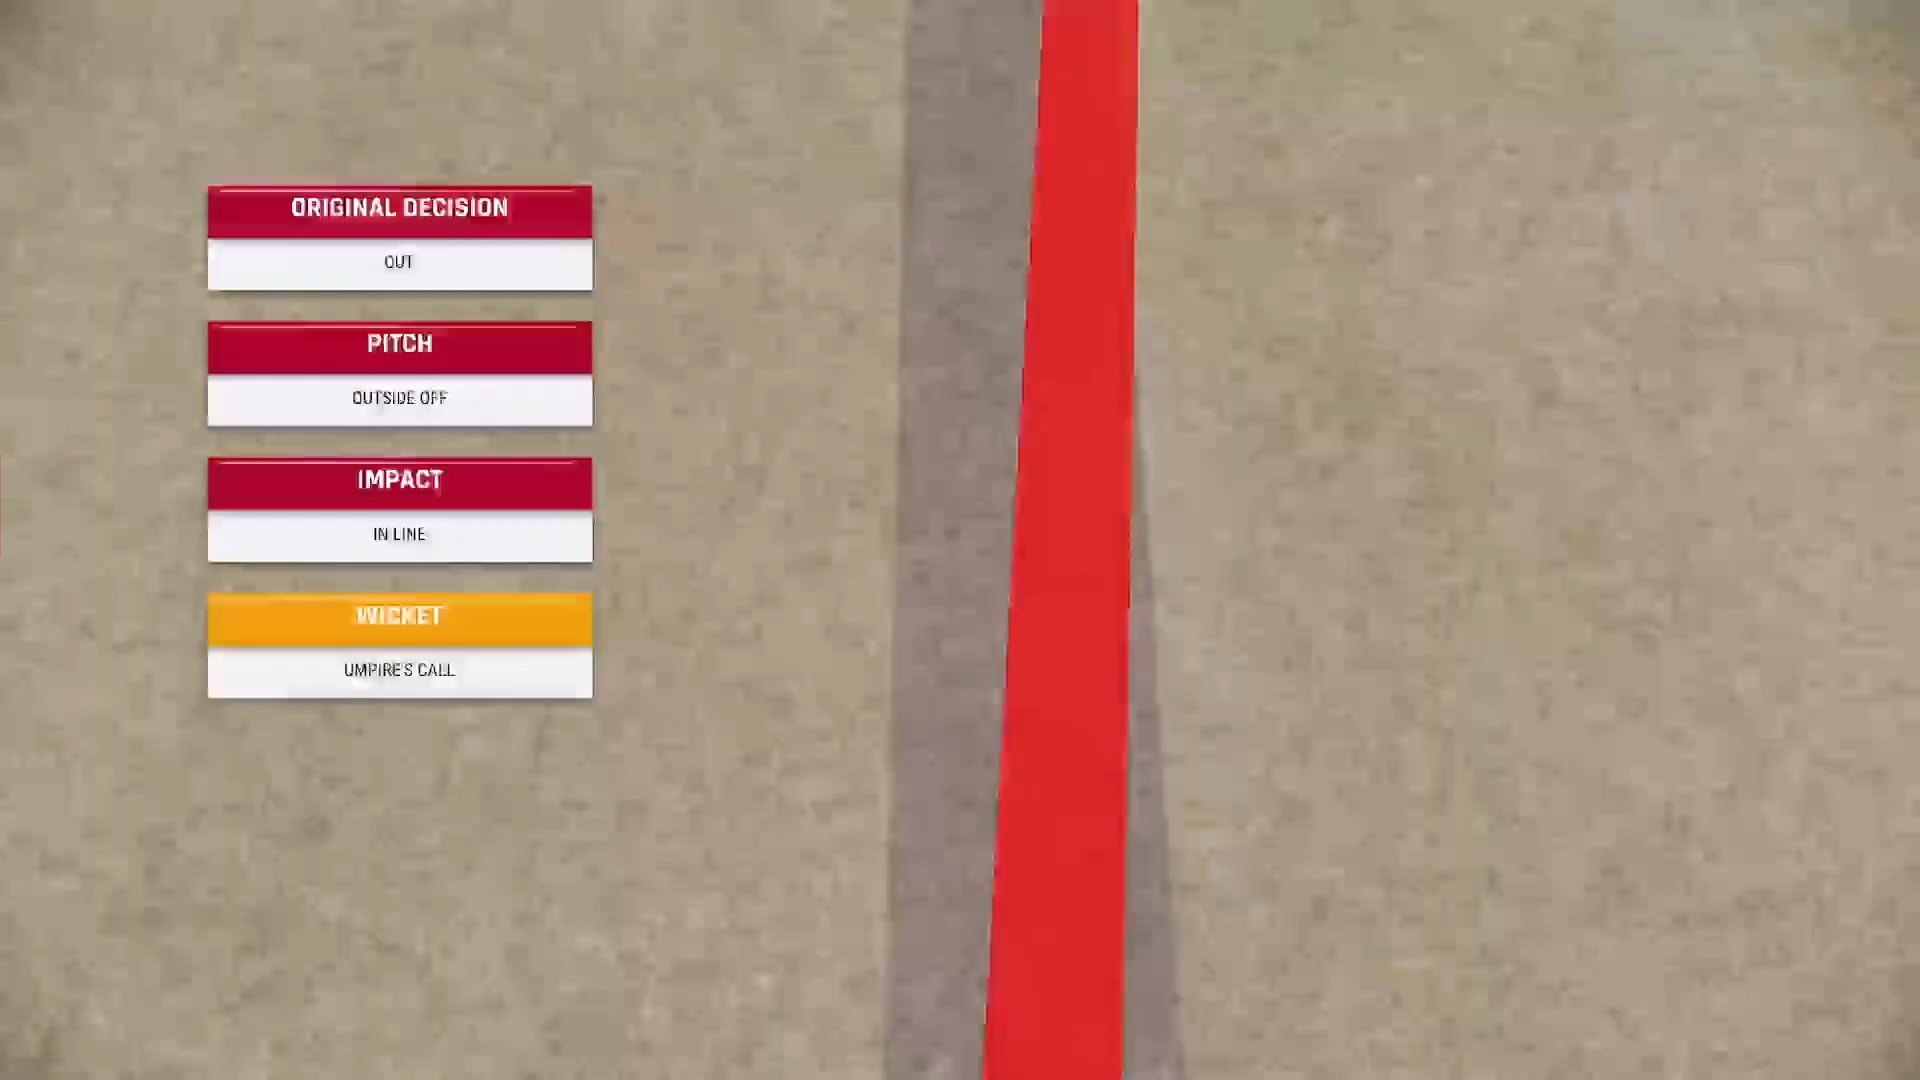 ORIGINAL DECISION
OUT
PITCH
OUTSIDE OFF
IMPACT
IN LINE
WICKET
UMPIRE'S CALL